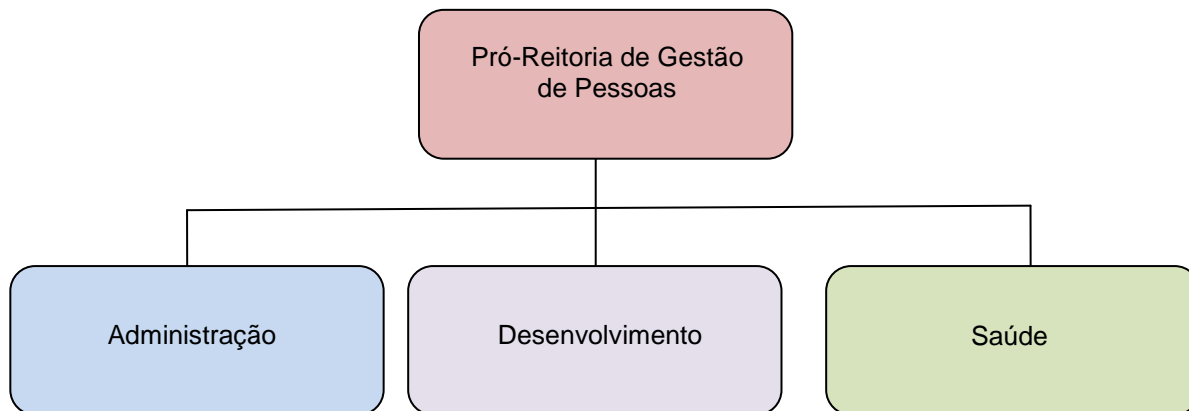 Pró-Reitoria de Gestão
de Pessoas
Administração
Desenvolvimento
Saúde